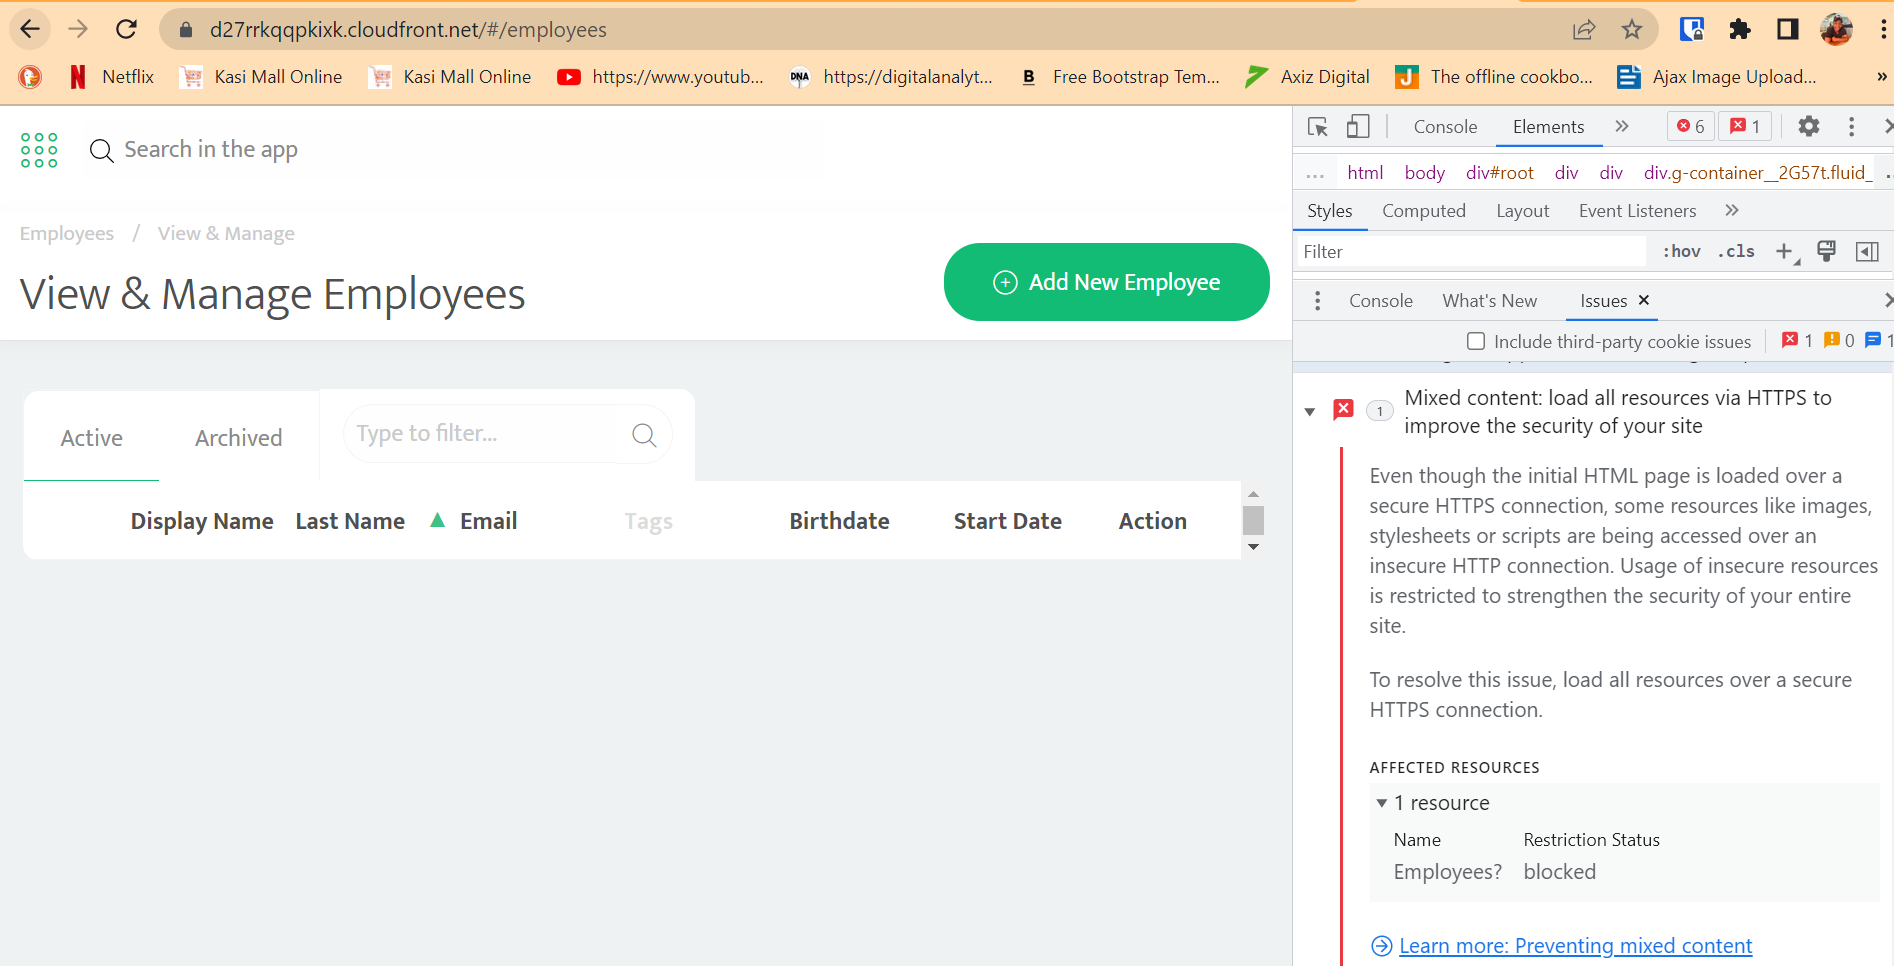 d27rrkqqpkixk.cloudfront.net/#/employees
Netflix Kasi Mall Online Kasi Mall Online https://www.youtub... DNA https://digitalanalyt... B Free Bootstrap Tem... Axiz Digital J The offline cookbo... Ajax Image Upload... »
Search in the app
Employees / View & Manage
View & Manage Employees
Add New Employee
Active Archived Type to filter...
Display Name Last Name Email Tags Birthdate Start Date Action
Console Elements » 6 1
... html body div#root div div div.g-container__2G57t.fluid_
Styles Computed Layout Event Listeners »
Filter :hov .cls +
Console What's New Issues
Include third-party cookie issues 1 0 1
1 Mixed content: load all resources via HTTPS to
improve the security of your site
Even though the initial HTML page is loaded over a
secure HTTPS connection, some resources like images,
stylesheets or scripts are being accessed over an
insecure HTTP connection. Usage of insecure resources
is restricted to strengthen the security of your entire
site.
To resolve this issue, load all resources over a secure
HTTPS connection.
AFFECTED RESOURCES
1 resource
Name Restriction Status
Employees? blocked
Learn more: Preventing mixed content